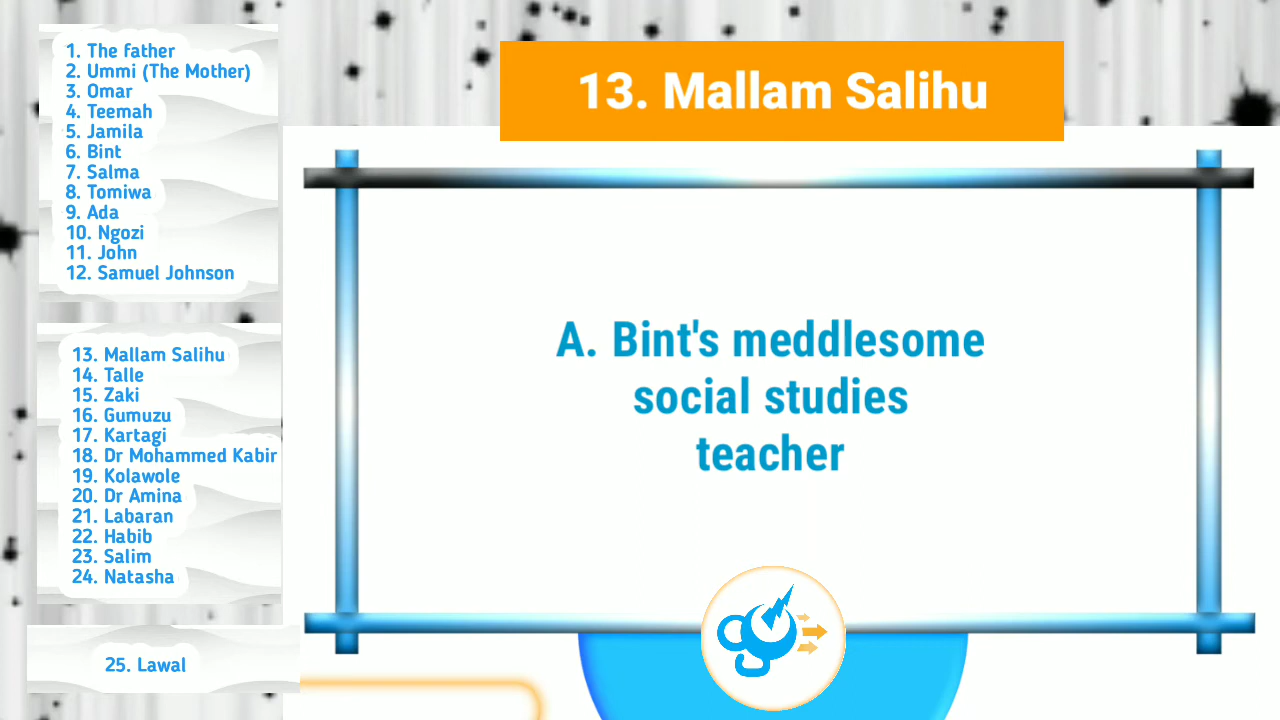 1. The father
2. Ummi (The Mother)
3. Omar
4. Teemah
5. Jamila
6. Bint
7. Salma
8. Tomiwa
9. Ada
10. Ngozi
11. John
12. Samuel Johnson
13. Mallam Salihu
14. Talle
15. Zaki
16. Gumuzu
17. Kartagi
18. Dr Mohammed Kabir
19. Kolawole
20. Dr Amina
21. Labaran
22. Habib
23. Salim
24. Natasha
25. Lawal
13. Mallam Salihu
A. Bint's meddlesome
social studies
teacher